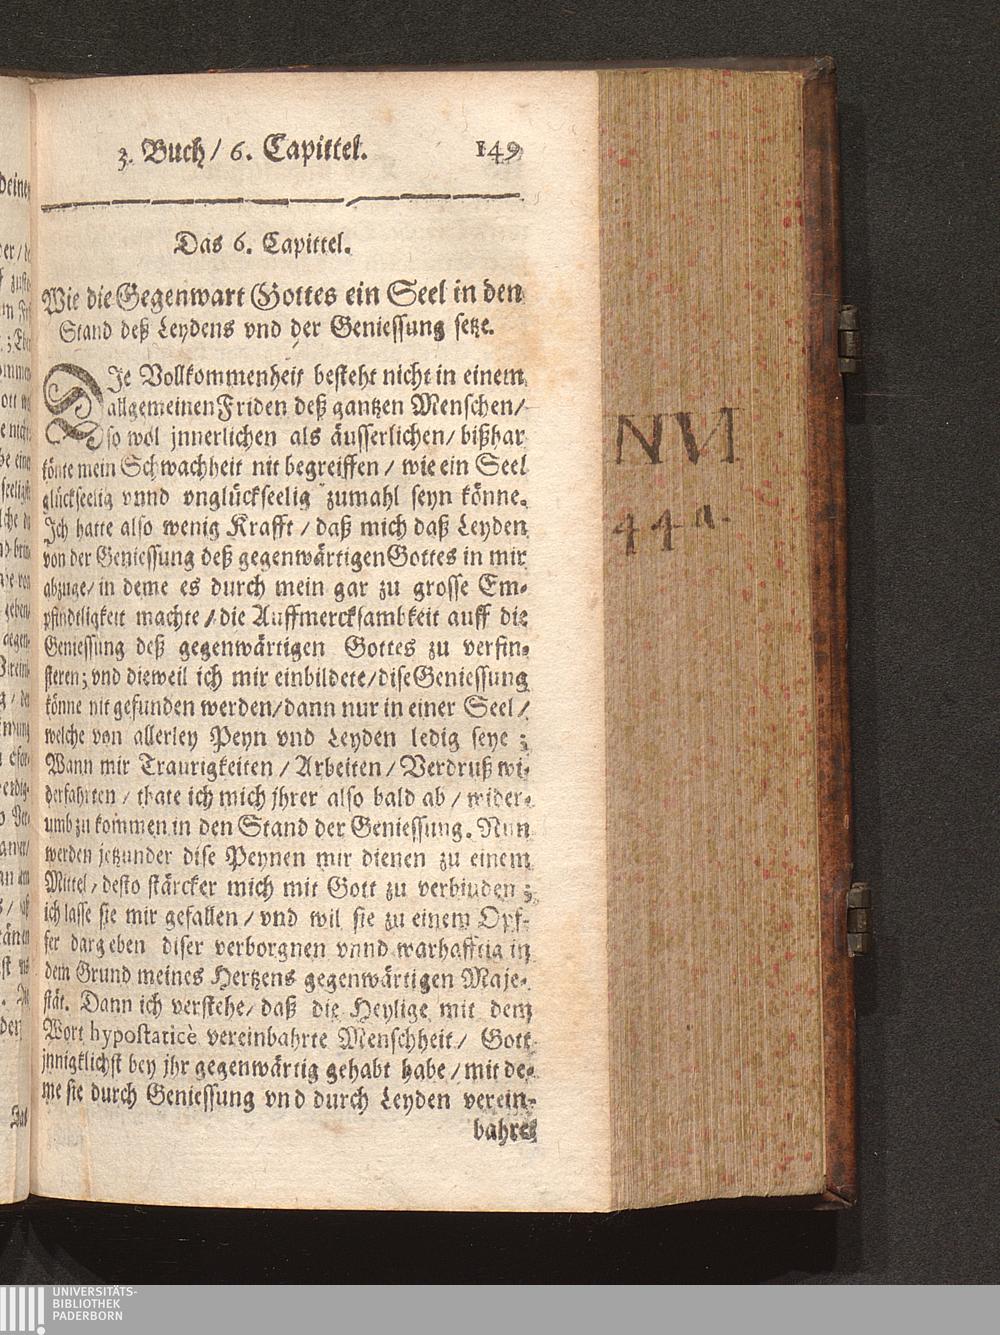 3. Buch/ 6. Capittel. 149
Das 6. Capittel.
Wie die Gegenwart Gottes ein Seel in den
Stand deß Leydens vnd der Geniessung setze.
DIe Vollkommenheit besteht nicht in einem
allgemeinen Friden deß gantzen Menschen/
so wol jnnerlichen als äusserlichen/ bißhar
könte mein Schwachheit nit begreiffen/ wie ein Seel
glückseelig vnnd vnglückseelig zumahl seyn könne.
Ich hatte also wenig Krafft/ daß mich daß Leyden
von der Geniessung deß gegenwärtigen Gottes in mir
abzuge/ in deme es durch mein gar zu grosse Em-
pfindtligkeit machte/ die Auffmercksambkeit auff die
Geniessung deß gegenwärtigen Gottes zu verfin-
steren; vnd dieweil ich mir einbildete/ dise Geniessung
könne nit gefunden werden/ dann nur in einer Seel/
welche von allerley Peyn vnd Leyden ledig seye;
Wann mir Traurigkeiten/ Arbeiten/ Verdruß wi-
derfahrten/ thate ich mich jhrer also bald ab/ wider-
umb zu kommen in den Stand der Geniessung. Nun
werden jetzunder dise Peynen mir dienen zu einem
Mittel/ desto stärcker mich mit Gott zu verbinden;
ich lasse sie mir gefallen/ vnd wil sie zu einem Opf-
fer dargeben diser verborgnen vnnd warhafftig in
dem Grund meines Hertzens gegenwärtigen Maje-
stät. Dann ich verstehe/ daß die Heylige mit dem
Wort hypostaticè vereinbahrte Menschheit/ Gott
jnnigklichst bey jhr gegenwärtig gehabt habe/ mit de-
me sie durch Geniessung vnd durch Leyden verein-
bahret
44a.
UNIVERSITÄTS-
BIBLIOTHEK
PADERBORN